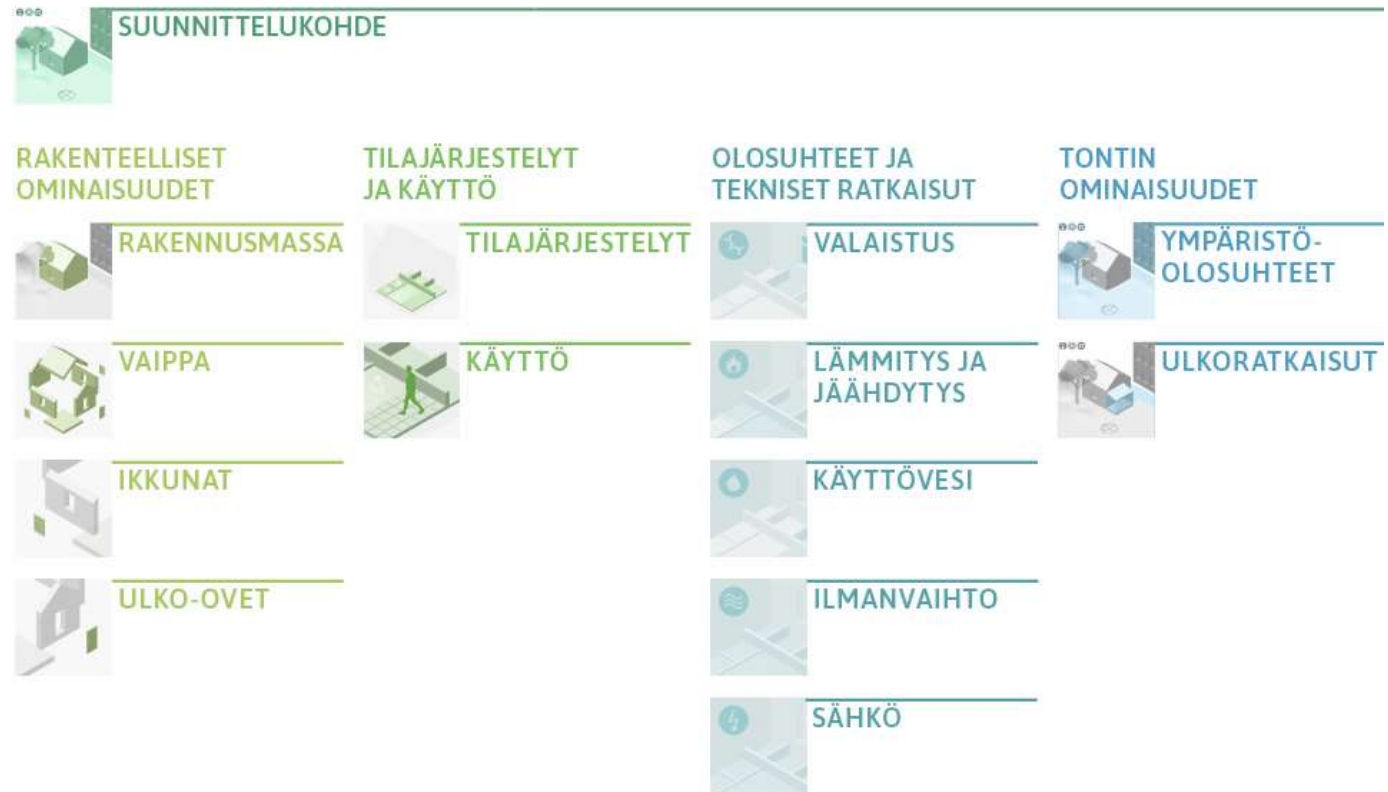 SUUNNITTELUKOHDE
RAKENTEELLISET
OMINAISUUDET
RAKENNUSMASSA
VAIPPA
IKKUNAT
ULKO-OVET
TILAJÄRJESTELYT
JA KÄYTTÖ
TILAJÄRJESTELYT
KÄYTTÖ
OLOSUHTEET JA
TEKNISET RATKAISUT
VALAISTUS
LÄMMITYS JA
JÄÄHDYTYS
KÄYTTÖVESI
ILMANVAIHTO
SÄHKÖ
TONTIN
OMINAISUUDET
YMPÄRISTÖ-
OLOSUHTEET
ULKORATKAISUT